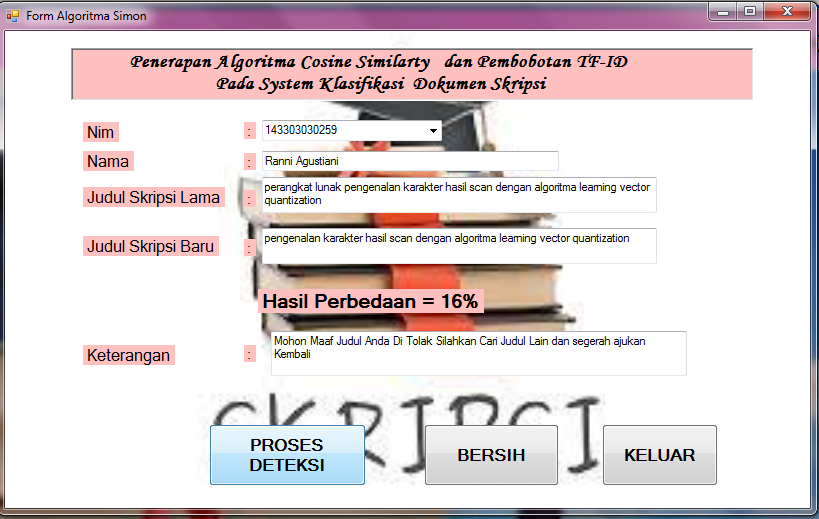 Form Algoritma Simon
Penerapan Algoritma Cosine Similarty dan Pembobotan TF-ID
Pada System Klasifikasi Dokumen Skripsi
Nim : 143303030259
Nama : Ranni Agustiani
Judul Skripsi Lama : perangkat lunak pengenalan karakter hasil scan dengan algoritma learning vector
quantization
Judul Skripsi Baru : pengenalan karakter hasil scan dengan algoritma learning vector quantization
Hasil Perbedaan = 16%
Keterangan : Mohon Maaf Judul Anda Di Tolak Silahkan Cari Judul Lain dan segerah ajukan
Kembali
SKRIPSI
PROSES
DETEKSI
BERSIH
KELUAR